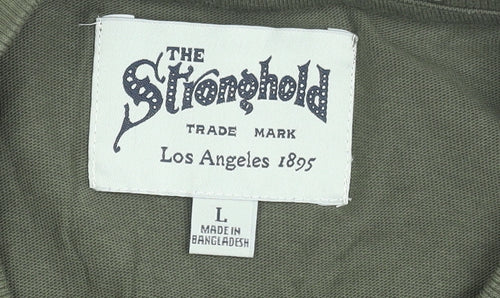 THE
Stronghold
TRADE MARK
Los Angeles 1895
L
MADE IN
BANGLADESH